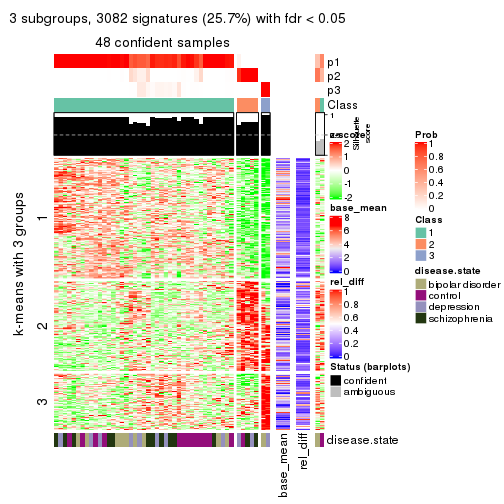 3 subgroups, 3082 signatures (25.7%) with fdr < 0.05
48 confident samples
p1
p2
p3
Class
1
Silhouette
score
z-score
2
1
0
-1
-2
base_mean
8
6
4
2
0
rel_diff
1
0.8
0.6
0.4
0.2
0
Status (barplots)
confident
ambiguous
Prob
1
0.8
0.6
0.4
0.2
0
Class
1
2
3
disease.state
bipolar disorder
control
depression
schizophrenia
k-means with 3 groups
1
2
3
disease.state
base_mean
rel_diff